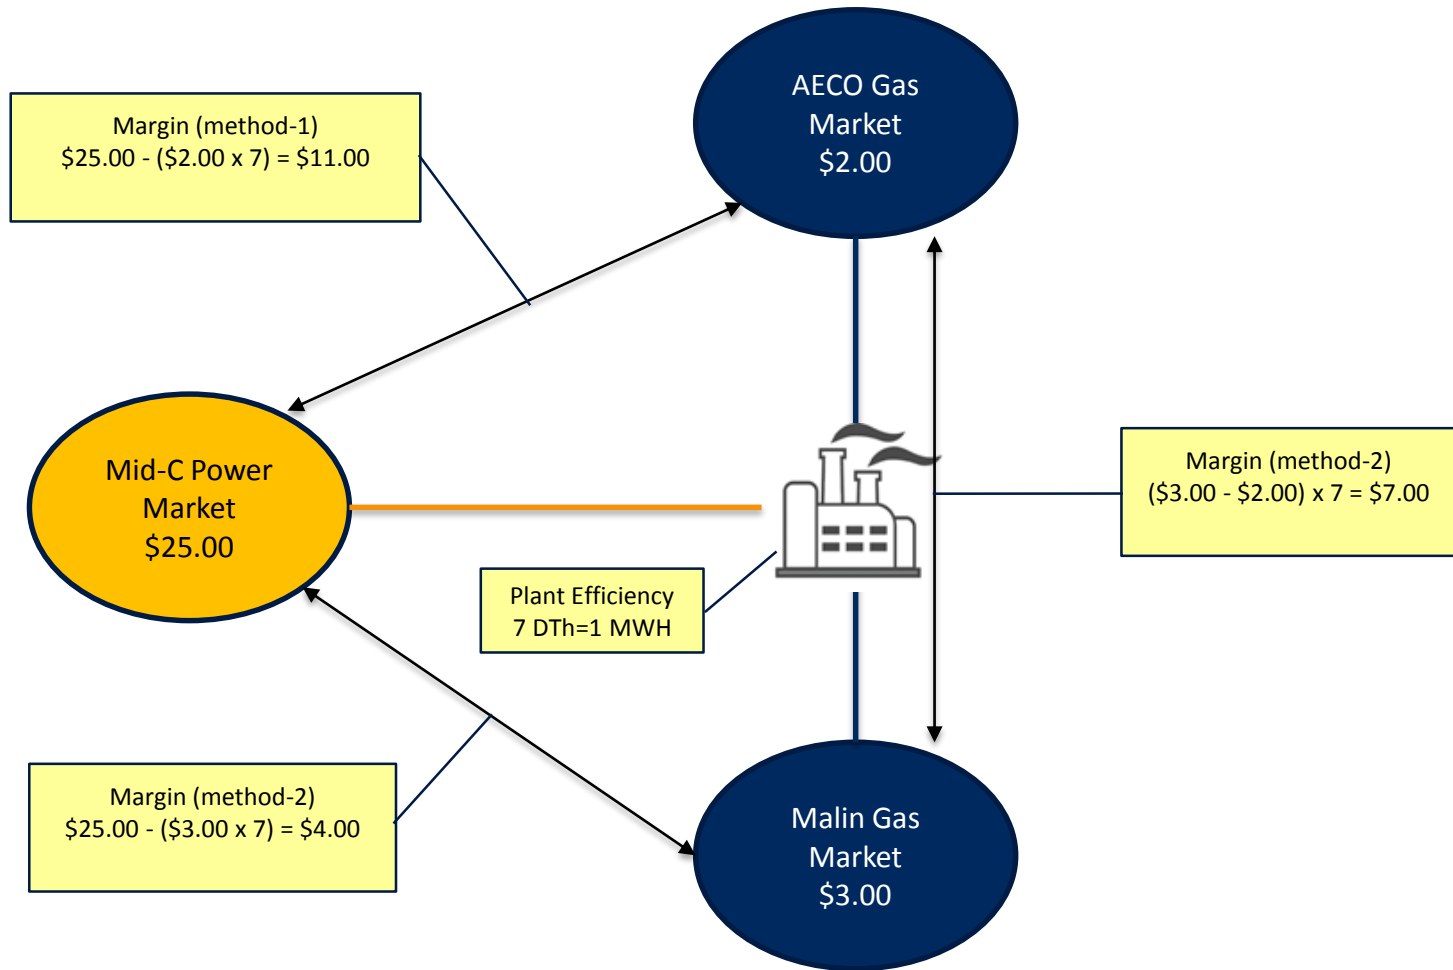 AECO Gas
Market
$2.00
Margin (method-1)
$25.00 - ($2.00 x 7) = $11.00
Mid-C Power
Market
$25.00
Margin (method-2)
($3.00 - $2.00) x 7 = $7.00
Plant Efficiency
7 DTh=1 MWH
Margin (method-2)
$25.00 - ($3.00 x 7) = $4.00
Malin Gas
Market
$3.00